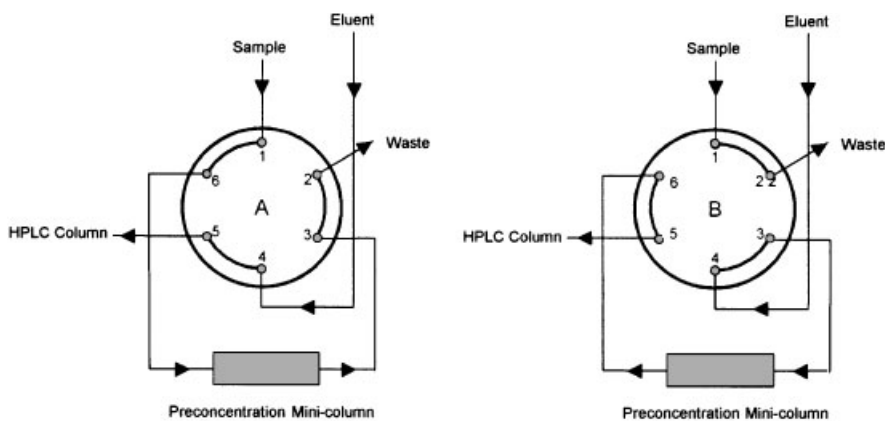 Eluent
Sample
Waste
1
2
3
4
5
6
A
HPLC Column
Preconcentration Mini-column
Eluent
Sample
Waste
1
2 2
3
4
5
6
B
HPLC Column
Preconcentration Mini-column